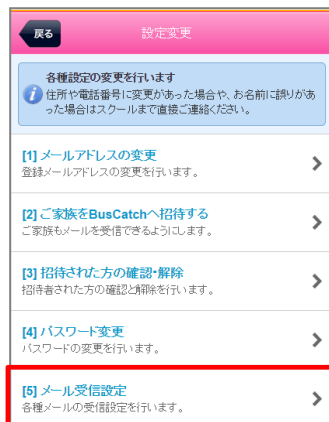 戻る
設定変更
各種設定の変更を行います
住所や電話番号に変更があった場合や、お名前に誤りがあ
った場合はスクールまで直接ご連絡ください。
[1] メールアドレスの変更
登録メールアドレスの変更を行います。
[2] ご家族をBusCatchへ招待する
ご家族もメールを受信できるようにします。
[3] 招待された方の確認・解除
招待者された方の確認と解除を行います。
[4] パスワード変更
パスワードの変更を行います。
[5] メール受信設定
各種メールの受信設定を行います。